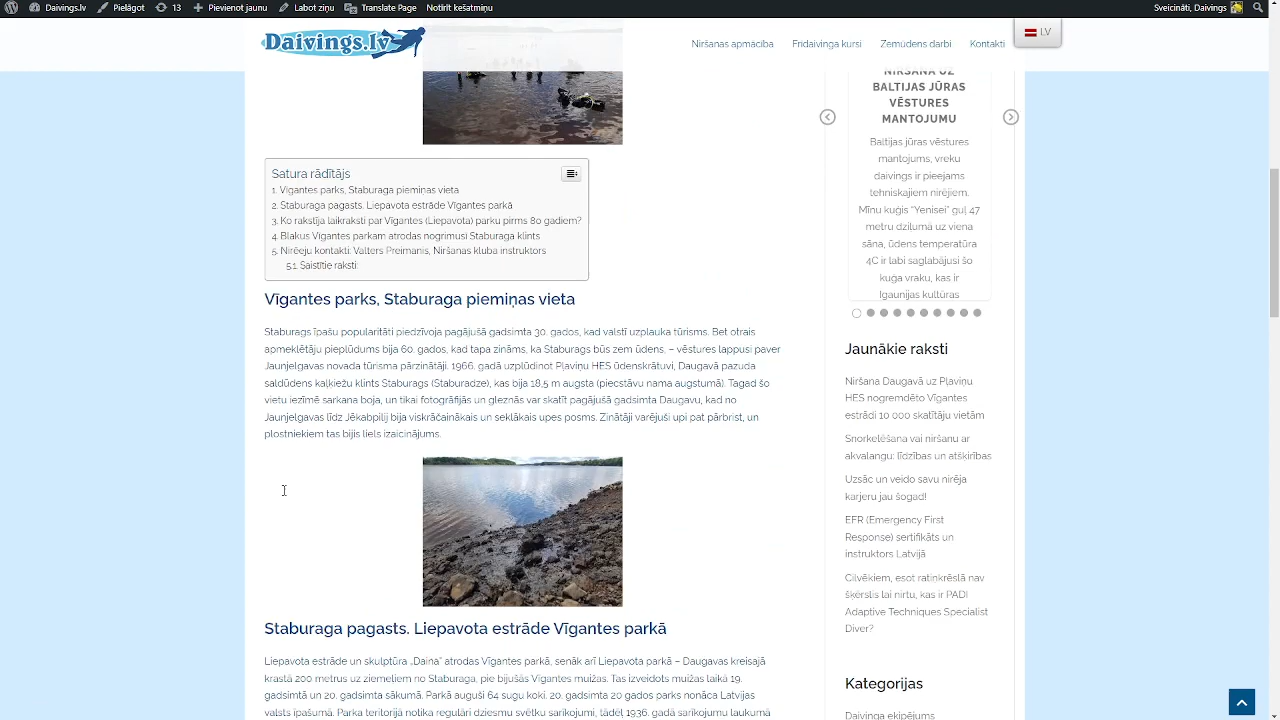 Daivings.lv
Pielāgot
13
Pievienot jaunu
Pievienot jaunu
Sveicināti, Daivings
Daivings.lv
Niršanas apmācība
Frīdaivinga kursi
Zemūdens darbi
Kontakti
LV
NIRŠANA UZ
BALTIJAS JŪRAS
VĒSTURES
MANTOJUMU
Baltijas jūras vēstures
mantojums, vreku
daivings ir pieejams
tehniskajiem nirējiem.
Mīnu kuģis “Yenisei” guļ 47
metru dziļumā uz viena
sāna, ūdens temperatūra
4C ir labi saglabājusi šo
kuģa vraku, kas ir
Igaunijas kultūras
Satura rādītājs
1. Vīgantes parks, Staburaga piemiņas vieta
2. Staburaga pagasts. Liepavota estrāde Vīgantes parkā
3. Ko rakstīja laikraksti par Vīgantes (Liepavota) parku pirms 80 gadiem?
4. Blakus Vīgantes parkam atrodas nogrimusī Staburaga klints
5. Nirēju kontakti: Valters Preimanis, Niršanas kluba instruktors
5.1. Saistītie raksti:
Vīgantes parks, Staburaga piemiņas vieta
Staburags īpašu popularitāti piedzīvoja pagājušā gadsimta 30. gados, kad valstī uzplauka tūrisms. Bet otrais
apmeklētāju pieplūdums bija 60. gados, kad tapa zināms, ka Staburags būs zem ūdens, – vēstures lappusi paver
Jaunjelgavas novada tūrisma pārzinātāji. 1966. gadā uzpludinot Pļaviņu HES ūdenskrātuvi, Daugavā pazuda
saldūdens kaļķiežu klints Staburags (Staburadze), kas bija 18,5 m augsta (piecstāvu nama augstumā). Tagad šo
vietu iezīmē sarkana boja, un tikai fotogrāfijās un gleznās var skatīt pagājušā gadsimta Daugavu, kad no
Jaunjelgavas līdz Jēkabpilij bija viskrāčainākais un seklākais upes posms. Zinātāji varējuši upi pat pārbrist, un
plostniekiem tas bijis liels izaicinājums.
Staburaga pagasts. Liepavota estrāde Vīgantes parkā
Liepavota estrāde un skulptūra „Daina” atrodas Vīgantes parkā, senāk arī Liepavota parkā – Daugavas kreisajā
krastā 200 metrus uz ziemeļiem no Staburaga, pie bijušās Vīgantes muižas. Tas izveidots muižas laikā 19.
gadsimtā un 20. gadsimta sākumā. Parkā auguši 64 sugu koki. 20. gadsimta 20 gados parks nonāca Latvijas
valsts īpašumā. Parka teritorijā notika regulāri dziesmu svētku sarīkojumi, tādēļ 1936. gadā sarīkojumu laukumā
Jaunākie raksti
Niršana Daugavā uz Pļaviņu
HES nogremdēto Vīgantes
estrādi 10 000 skatītāju vietām
Snorkelēšana vai niršanu ar
akvalangu: līdzības un atšķirības
Uzsāc un veido savu nirēja
karjeru jau šogad!
EFR (Emergency First
Response) sertifikāts un
instruktors Latvijā
Cilvēkiem, esot ratiņkrēslā nav
šķērslis lai nirtu, kas ir PADI
Adaptive Techniques Specialist
Diver?
Kategorijas
Daivinga ekipējums